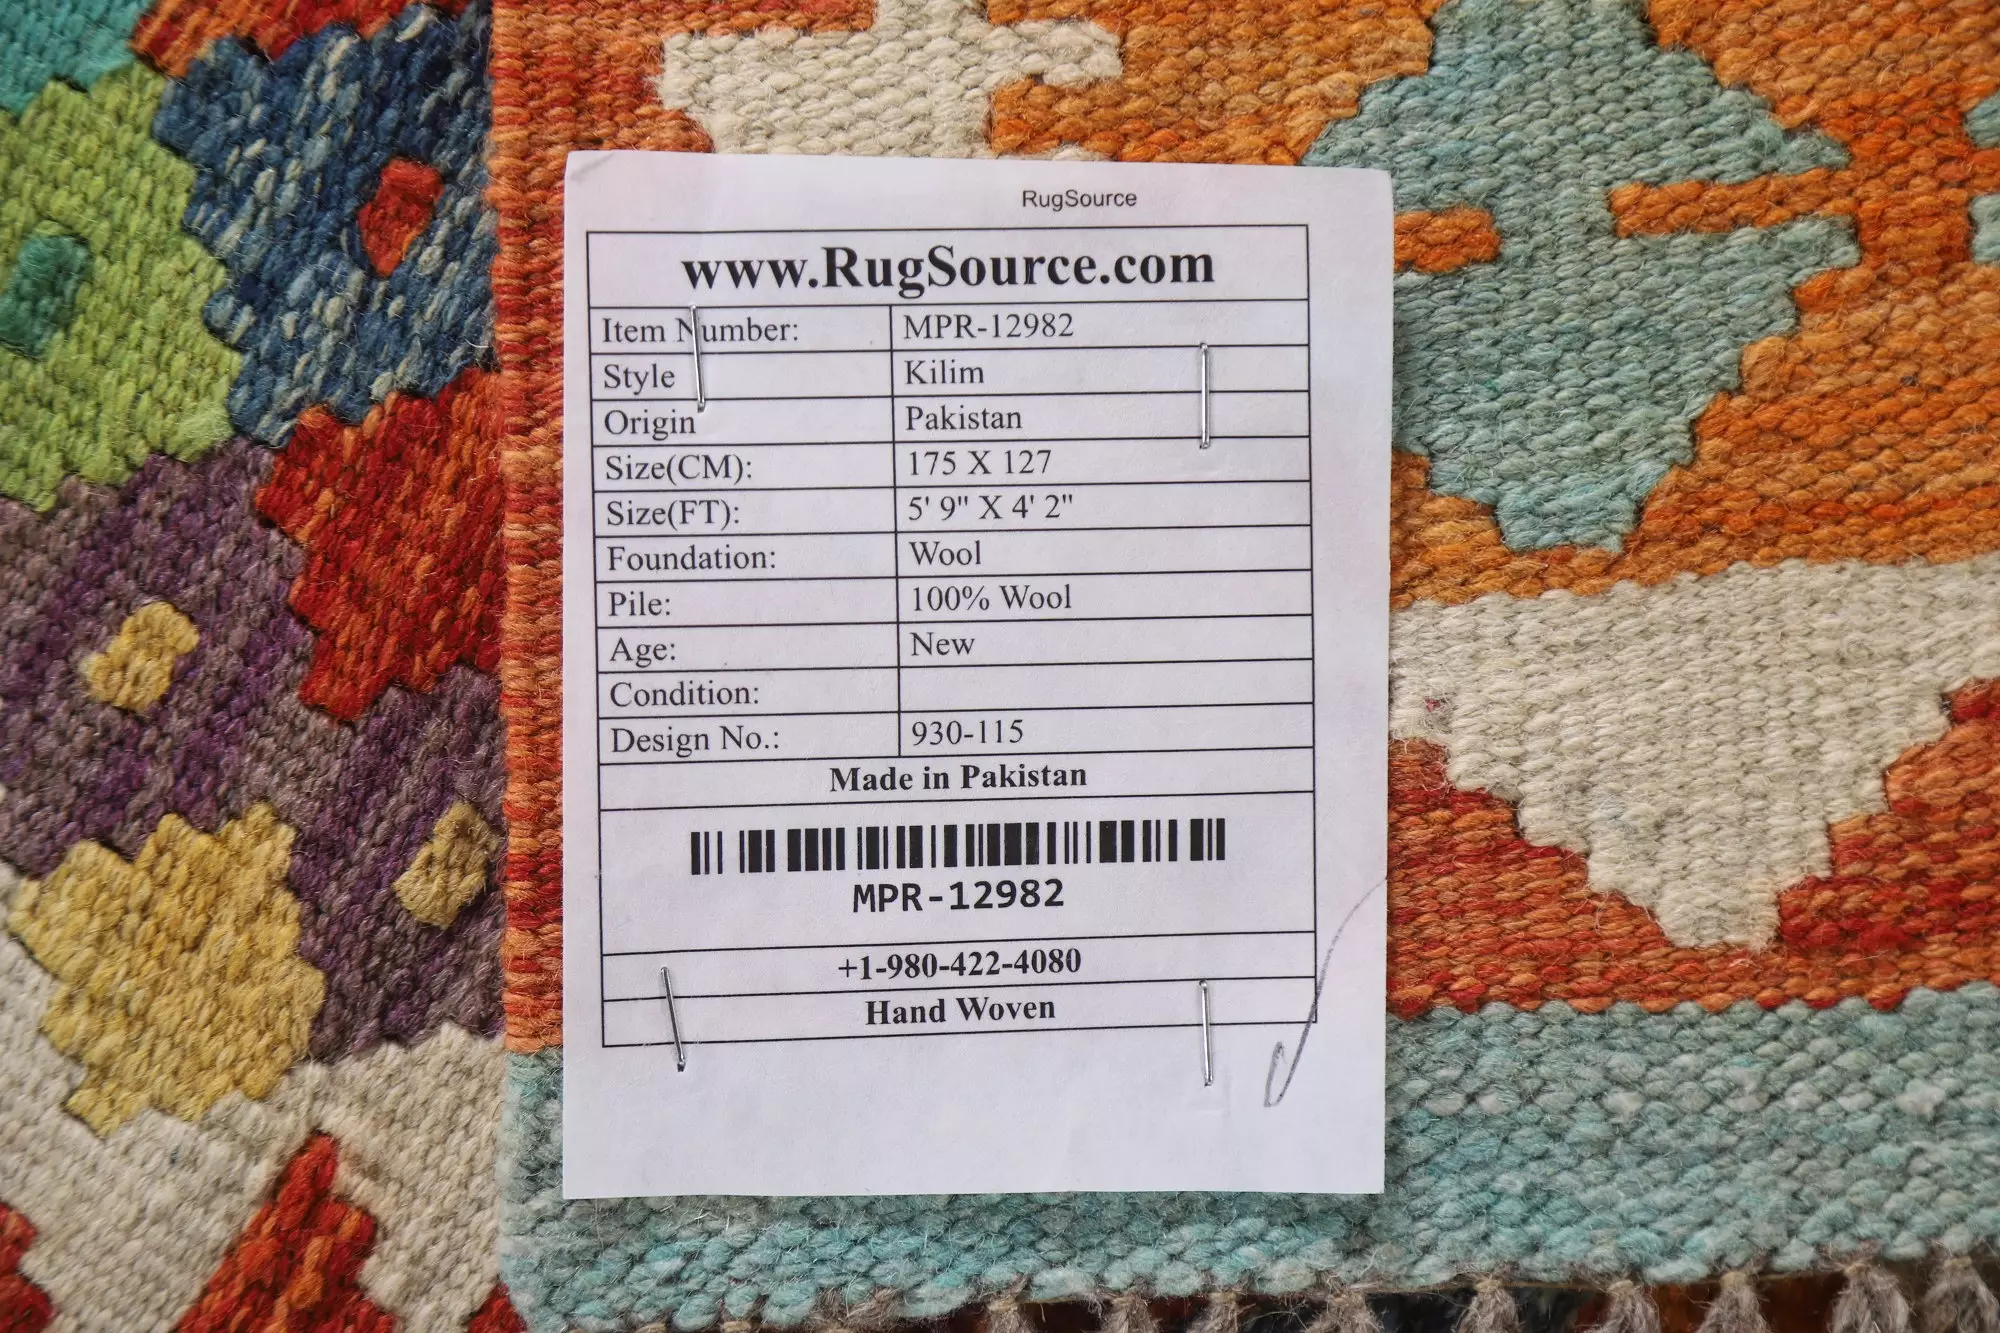 RugSource
www.RugSource.com
Item Number: MPR-12982
Style Kilim
Origin Pakistan
Size(CM): 175 X 127
Size(FT): 5' 9" X 4' 2"
Foundation: Wool
Pile: 100% Wool
Age: New
Condition:
Design No.: 930-115
Made in Pakistan
MPR-12982
+1-980-422-4080
Hand Woven